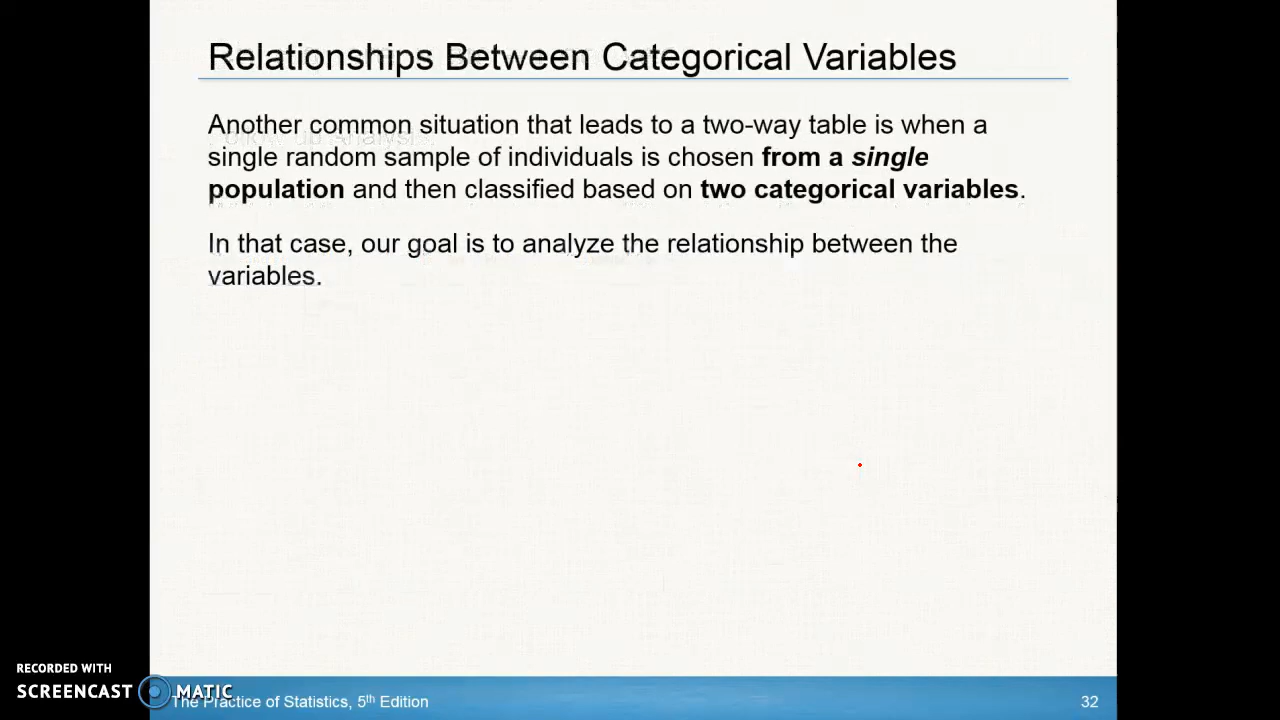 Relationships Between Categorical Variables
Another common situation that leads to a two-way table is when a
single random sample of individuals is chosen from a single
population and then classified based on two categorical variables.
In that case, our goal is to analyze the relationship between the
variables.
RECORDED WITH
SCREENCAST MATIC
The Practice of Statistics, 5th Edition
32